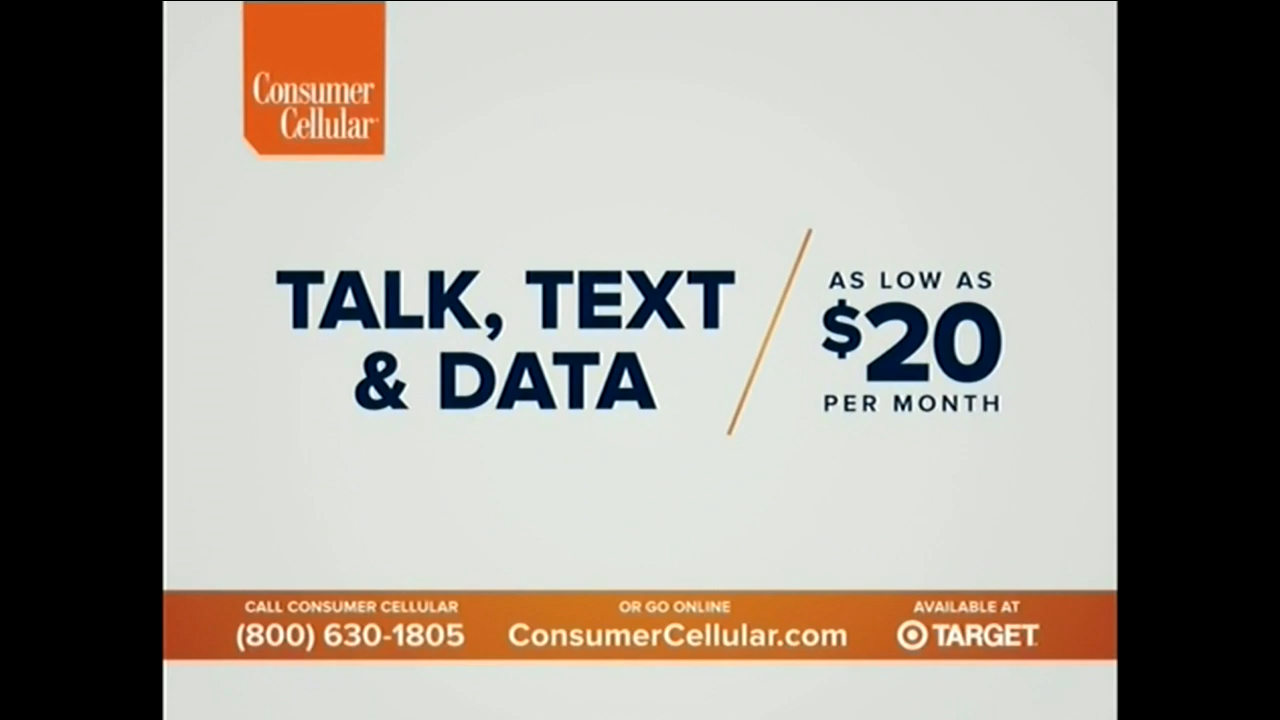 Consumer
Cellular
TALK, TEXT
& DATA
AS LOW AS
$20
PER MONTH
CALL CONSUMER CELLULAR
(800) 630-1805
OR GO ONLINE
ConsumerCellular.com
AVAILABLE AT
TARGET